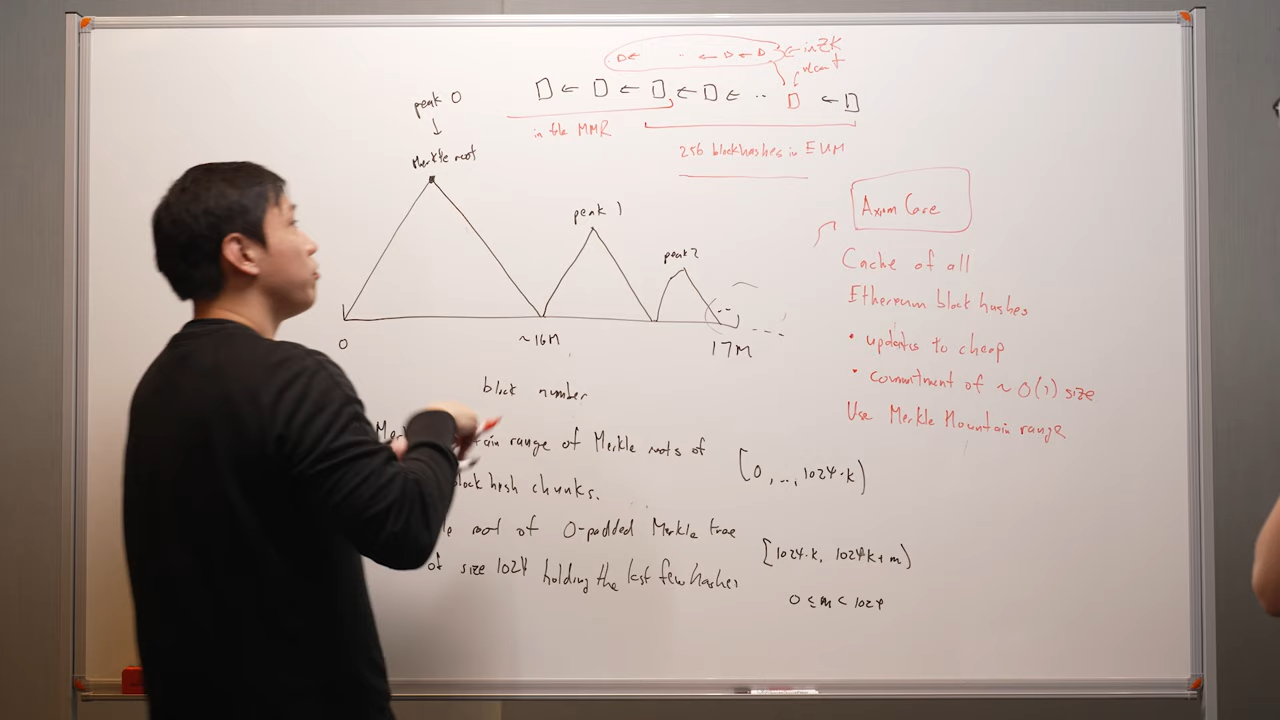 in ZK
recent
in the MMR
256 blockhashes in EVM
peak 0
Merkle root
peak 1
peak 2
0
~16M
17M
block number
Axiom Core
Cache of all
Ethereum block hashes
• updates to cheap
• commitment of ~ O(1) size
Use Merkle Mountain range
range of Merkle roots of
[0, ..., 1024·k)
hash chunks.
root of 0-padded Merkle tree
of size 1024 holding the last few hashes
[1024·k, 1024k+m)
0 ≤ m < 1024